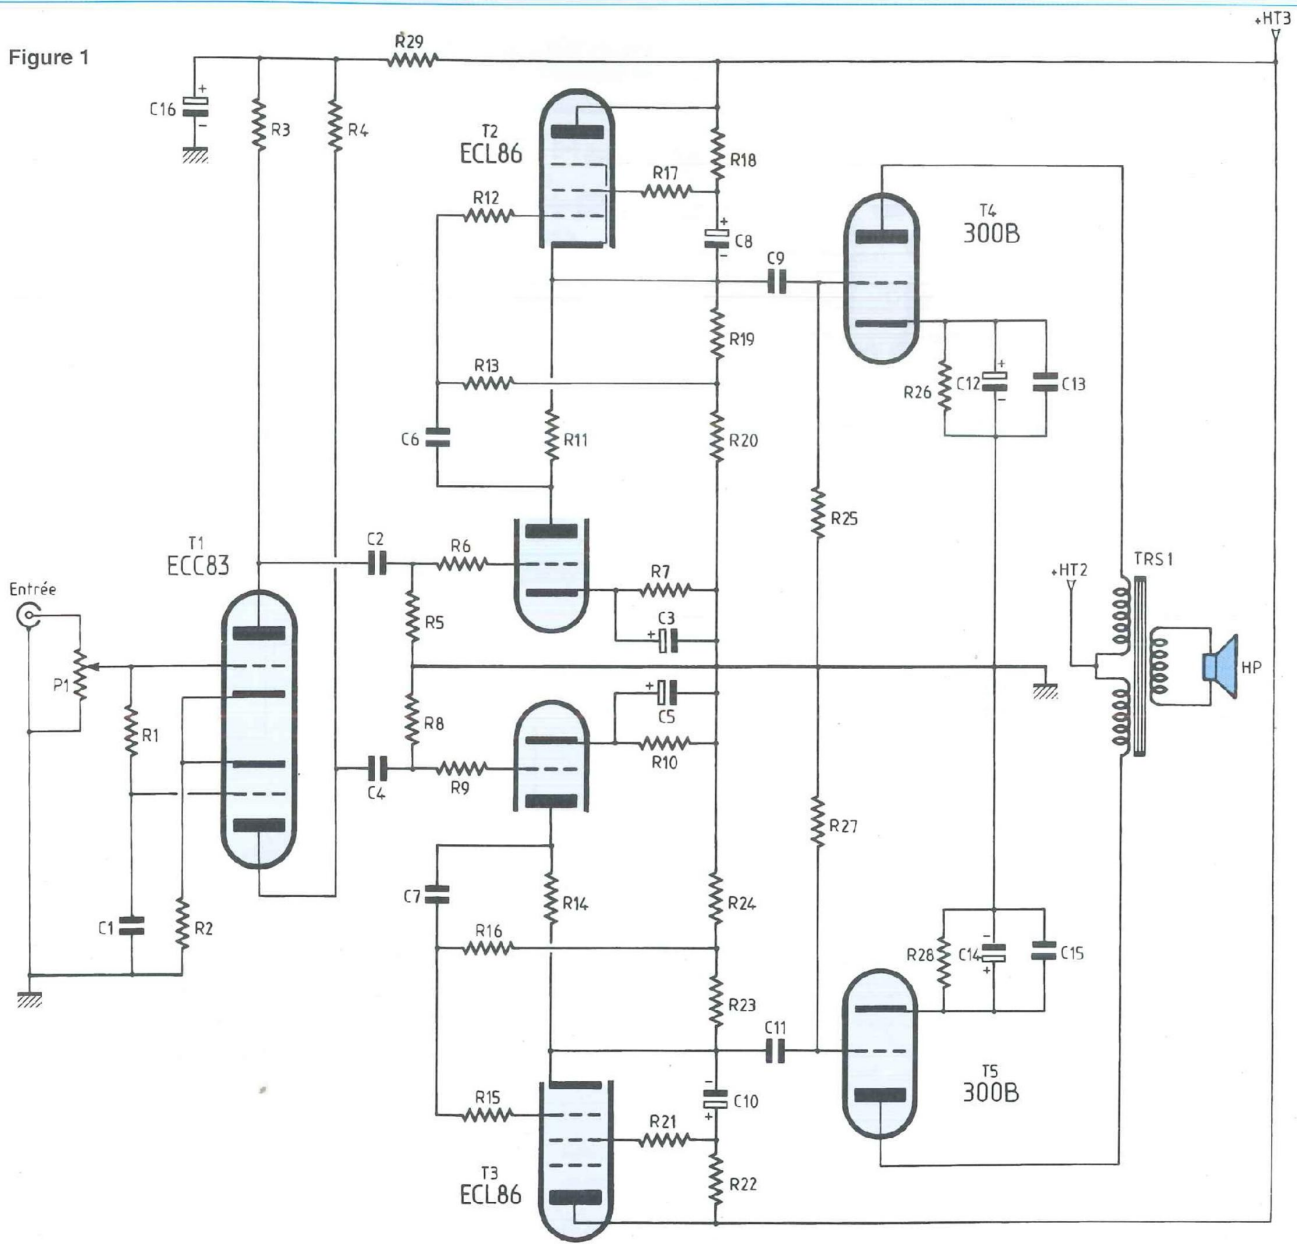 +HT3
Figure 1
R29
C16
+
-
R3
R4
T2
ECL86
R18
R17
R12
+
C8
-
T4
300B
C9
R19
R13
C12
+
-
R26
C13
C6
R11
R20
R25
T1
ECC83
C2
R6
R7
TRS1
+HT2
Entrée
R5
C3
+
P1
HP
R1
R8
+
C5
R10
C4
R9
R27
C7
R14
R24
R16
C1
R2
R28
-
C14
+
C15
R23
C11
T5
300B
R15
-
C10
+
R21
T3
ECL86
R22